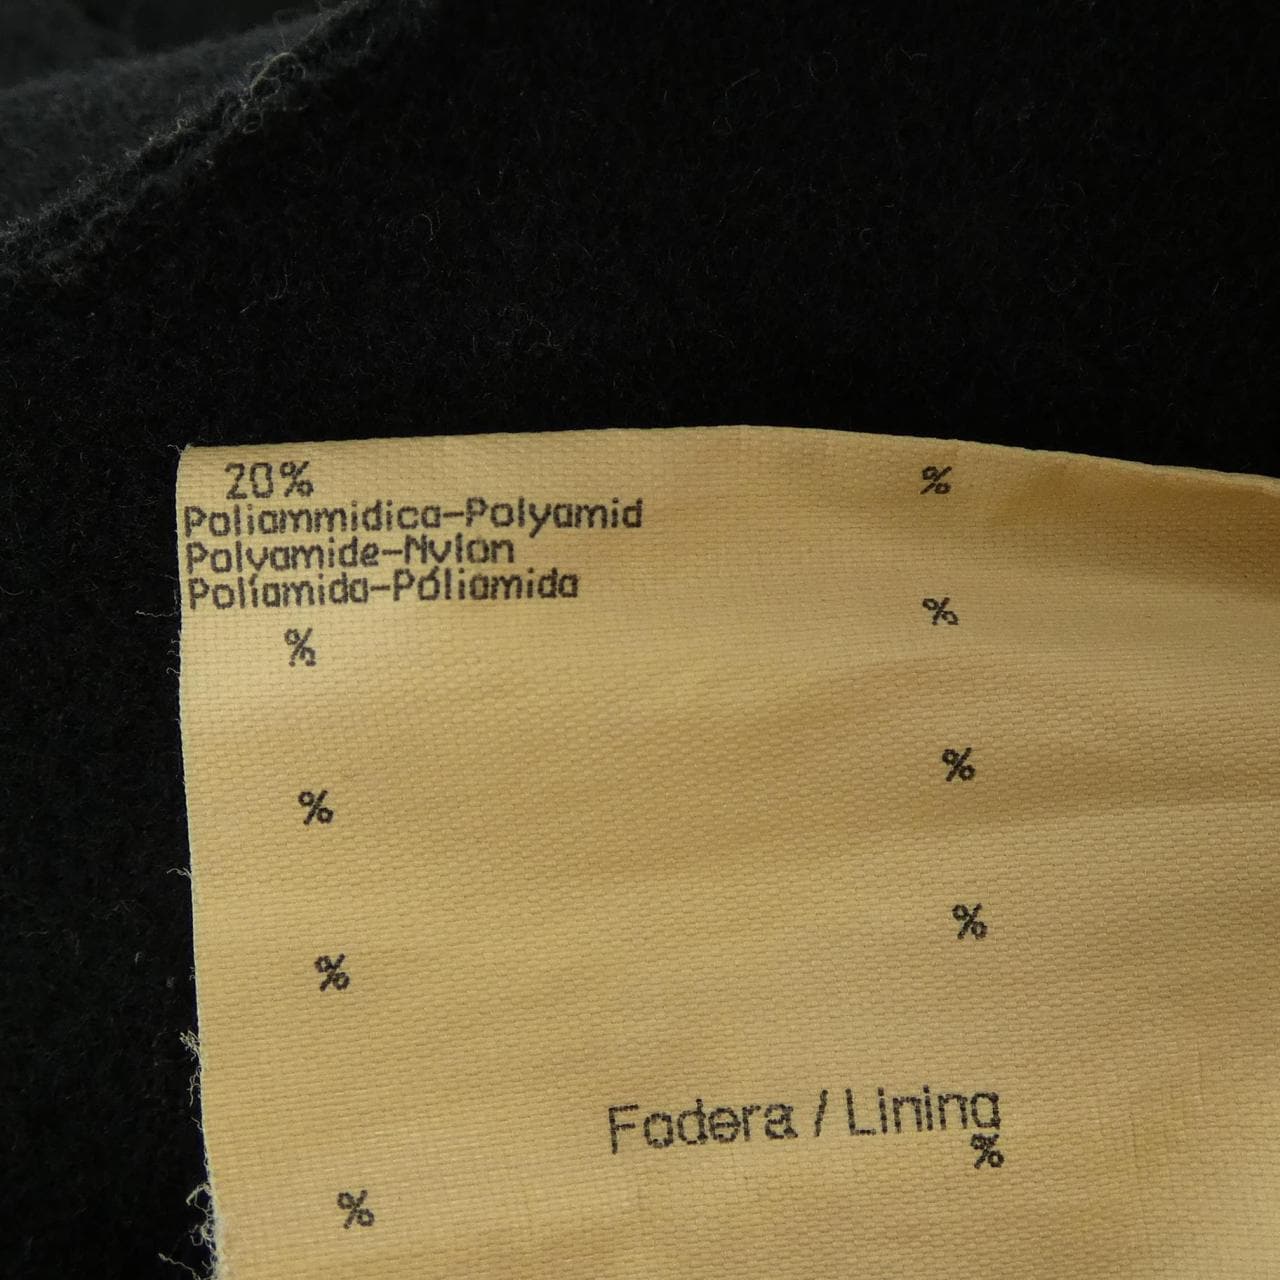 20%
%
Poliammidica-Polyamid
Polyamide-Nylon
Políamida-Póliamida
%
%
%
%
%
%
Fodera / Lining
%
%